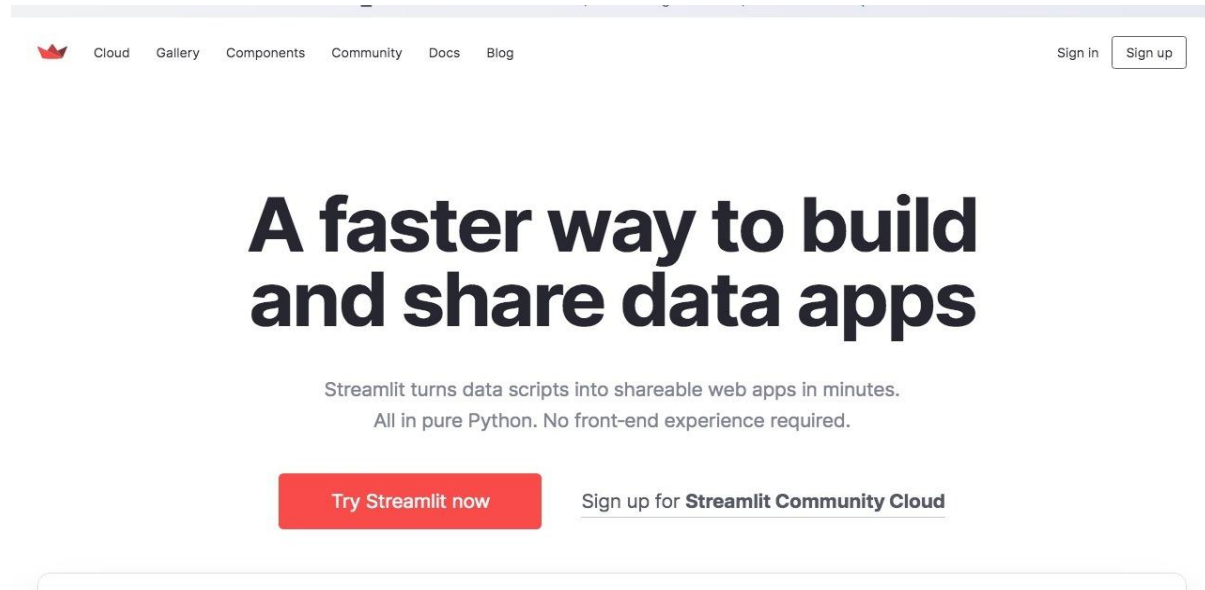 Cloud Gallery Components Community Docs Blog Sign in Sign up
A faster way to build
and share data apps
Streamlit turns data scripts into shareable web apps in minutes.
All in pure Python. No front-end experience required.
Try Streamlit now Sign up for Streamlit Community Cloud